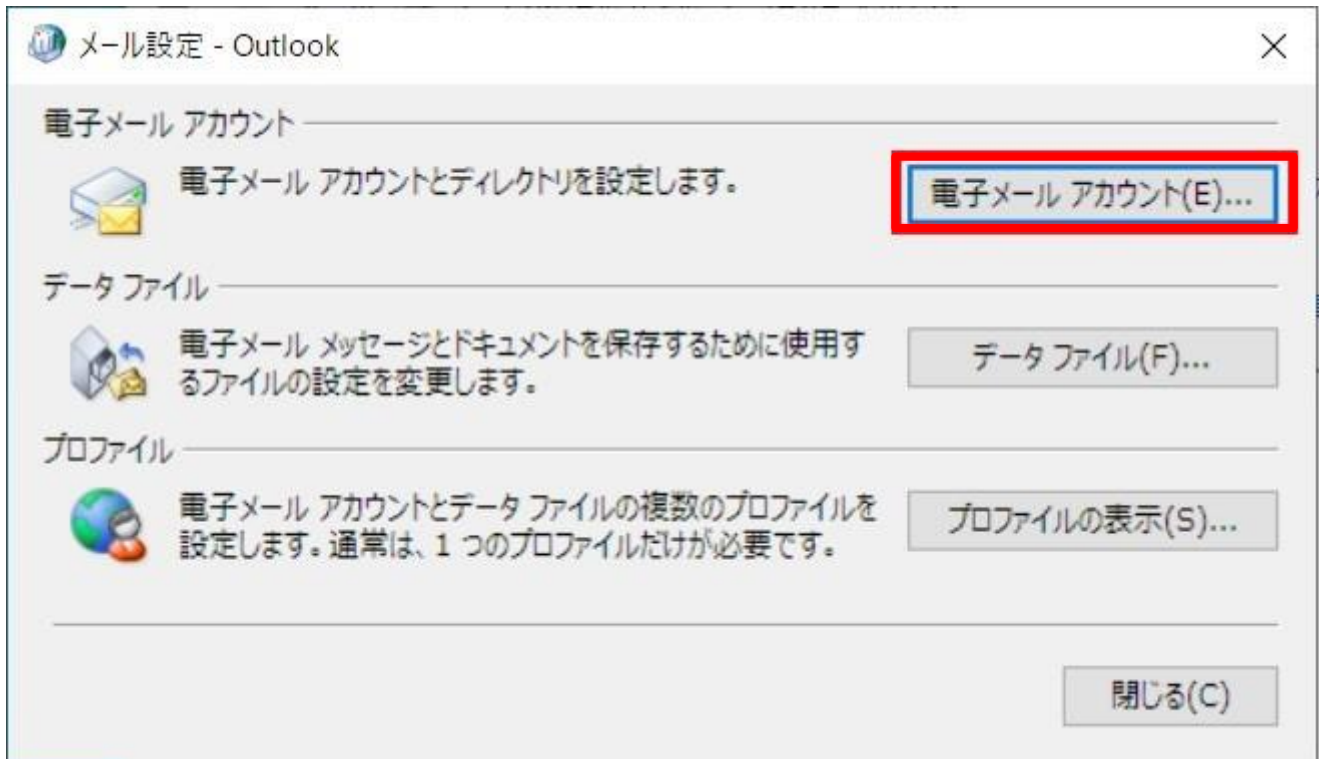 メール設定 - Outlook
電子メール アカウント
電子メール アカウントとディレクトリを設定します。
電子メール アカウント(E)...
データ ファイル
電子メール メッセージとドキュメントを保存するために使用す
るファイルの設定を変更します。
データ ファイル(F)...
プロファイル
電子メール アカウントとデータ ファイルの複数のプロファイルを
設定します。通常は、1 つのプロファイルだけが必要です。
プロファイルの表示(S)...
閉じる(C)